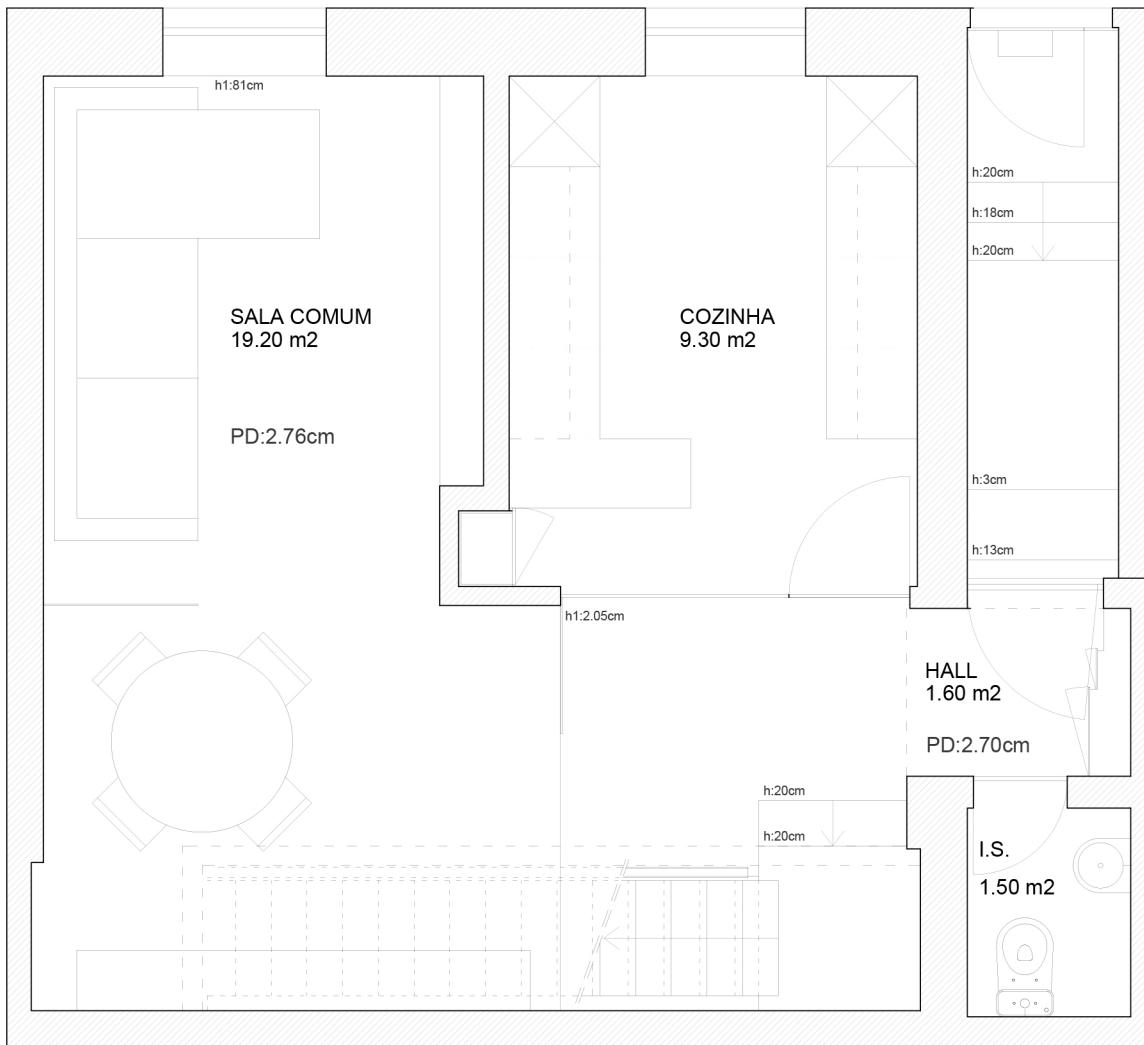 h1:81cm
h:20cm
h:18cm
h:20cm
SALA COMUM
19.20 m2
COZINHA
9.30 m2
PD:2.76cm
h:3cm
h:13cm
h1:2.05cm
HALL
1.60 m2
PD:2.70cm
h:20cm
h:20cm
I.S.
1.50 m2